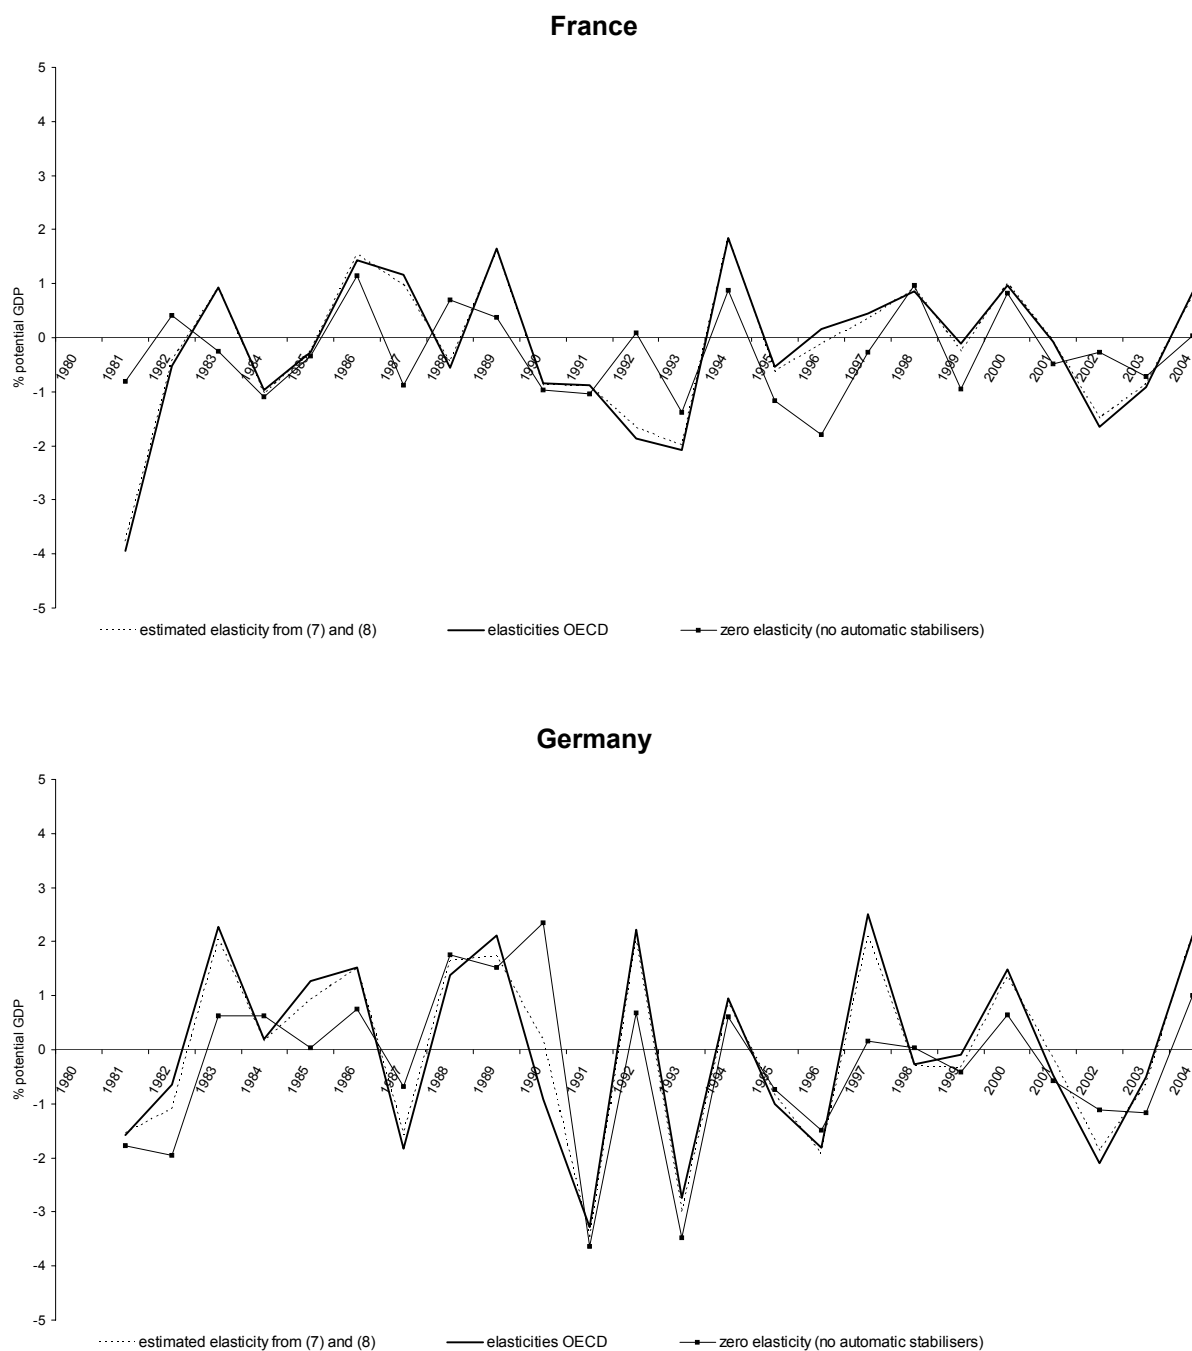 France
5
4
3
2
1
0
-1
-2
-3
-4
-5
% potential GDP
1980 1981 1982 1983 1984 1985 1986 1987 1988 1989 1990 1991 1992 1993 1994 1995 1996 1997 1998 1999 2000 2001 2002 2003 2004
estimated elasticity from (7) and (8) elasticities OECD zero elasticity (no automatic stabilisers)
Germany
5
4
3
2
1
0
-1
-2
-3
-4
-5
% potential GDP
1980 1981 1982 1983 1984 1985 1986 1987 1988 1989 1990 1991 1992 1993 1994 1995 1996 1997 1998 1999 2000 2001 2002 2003 2004
estimated elasticity from (7) and (8) elasticities OECD zero elasticity (no automatic stabilisers)